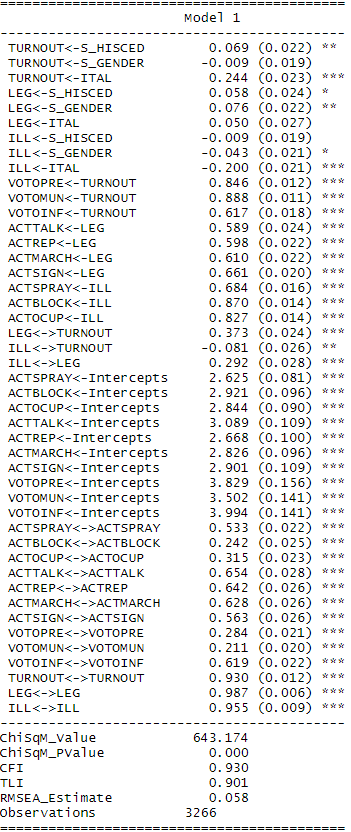 ==============================================
Model 1
----------------------------------------------
TURNOUT<-S_HISCED 0.069 (0.022) **
TURNOUT<-S_GENDER -0.009 (0.019)
TURNOUT<-ITAL 0.244 (0.023) ***
LEG<-S_HISCED 0.058 (0.024) *
LEG<-S_GENDER 0.076 (0.022) **
LEG<-ITAL 0.050 (0.027)
ILL<-S_HISCED -0.009 (0.019)
ILL<-S_GENDER -0.043 (0.021) *
ILL<-ITAL -0.200 (0.021) ***
VOTOPRE<-TURNOUT 0.846 (0.012) ***
VOTOMUN<-TURNOUT 0.888 (0.011) ***
VOTOINF<-TURNOUT 0.617 (0.018) ***
ACTTALK<-LEG 0.589 (0.024) ***
ACTREP<-LEG 0.598 (0.022) ***
ACTMARCH<-LEG 0.610 (0.022) ***
ACTSIGN<-LEG 0.661 (0.020) ***
ACTSPRAY<-ILL 0.684 (0.016) ***
ACTBLOCK<-ILL 0.870 (0.014) ***
ACTOCUP<-ILL 0.827 (0.014) ***
LEG<->TURNOUT 0.373 (0.024) ***
ILL<->TURNOUT -0.081 (0.026) **
ILL<->LEG 0.292 (0.028) ***
ACTSPRAY<-Intercepts 2.625 (0.081) ***
ACTBLOCK<-Intercepts 2.921 (0.096) ***
ACTOCUP<-Intercepts 2.844 (0.090) ***
ACTTALK<-Intercepts 3.089 (0.109) ***
ACTREP<-Intercepts 2.668 (0.100) ***
ACTMARCH<-Intercepts 2.826 (0.096) ***
ACTSIGN<-Intercepts 2.901 (0.109) ***
VOTOPRE<-Intercepts 3.829 (0.156) ***
VOTOMUN<-Intercepts 3.502 (0.141) ***
VOTOINF<-Intercepts 3.994 (0.141) ***
ACTSPRAY<->ACTSPRAY 0.533 (0.022) ***
ACTBLOCK<->ACTBLOCK 0.242 (0.025) ***
ACTOCUP<->ACTOCUP 0.315 (0.023) ***
ACTTALK<->ACTTALK 0.654 (0.028) ***
ACTREP<->ACTREP 0.642 (0.026) ***
ACTMARCH<->ACTMARCH 0.628 (0.026) ***
ACTSIGN<->ACTSIGN 0.563 (0.026) ***
VOTOPRE<->VOTOPRE 0.284 (0.021) ***
VOTOMUN<->VOTOMUN 0.211 (0.020) ***
VOTOINF<->VOTOINF 0.619 (0.022) ***
TURNOUT<->TURNOUT 0.930 (0.012) ***
LEG<->LEG 0.987 (0.006) ***
ILL<->ILL 0.955 (0.009) ***
----------------------------------------------
ChiSqM_Value 643.174
ChiSqM_PValue 0.000
CFI 0.930
TLI 0.901
RMSEA_Estimate 0.058
Observations 3266
==============================================